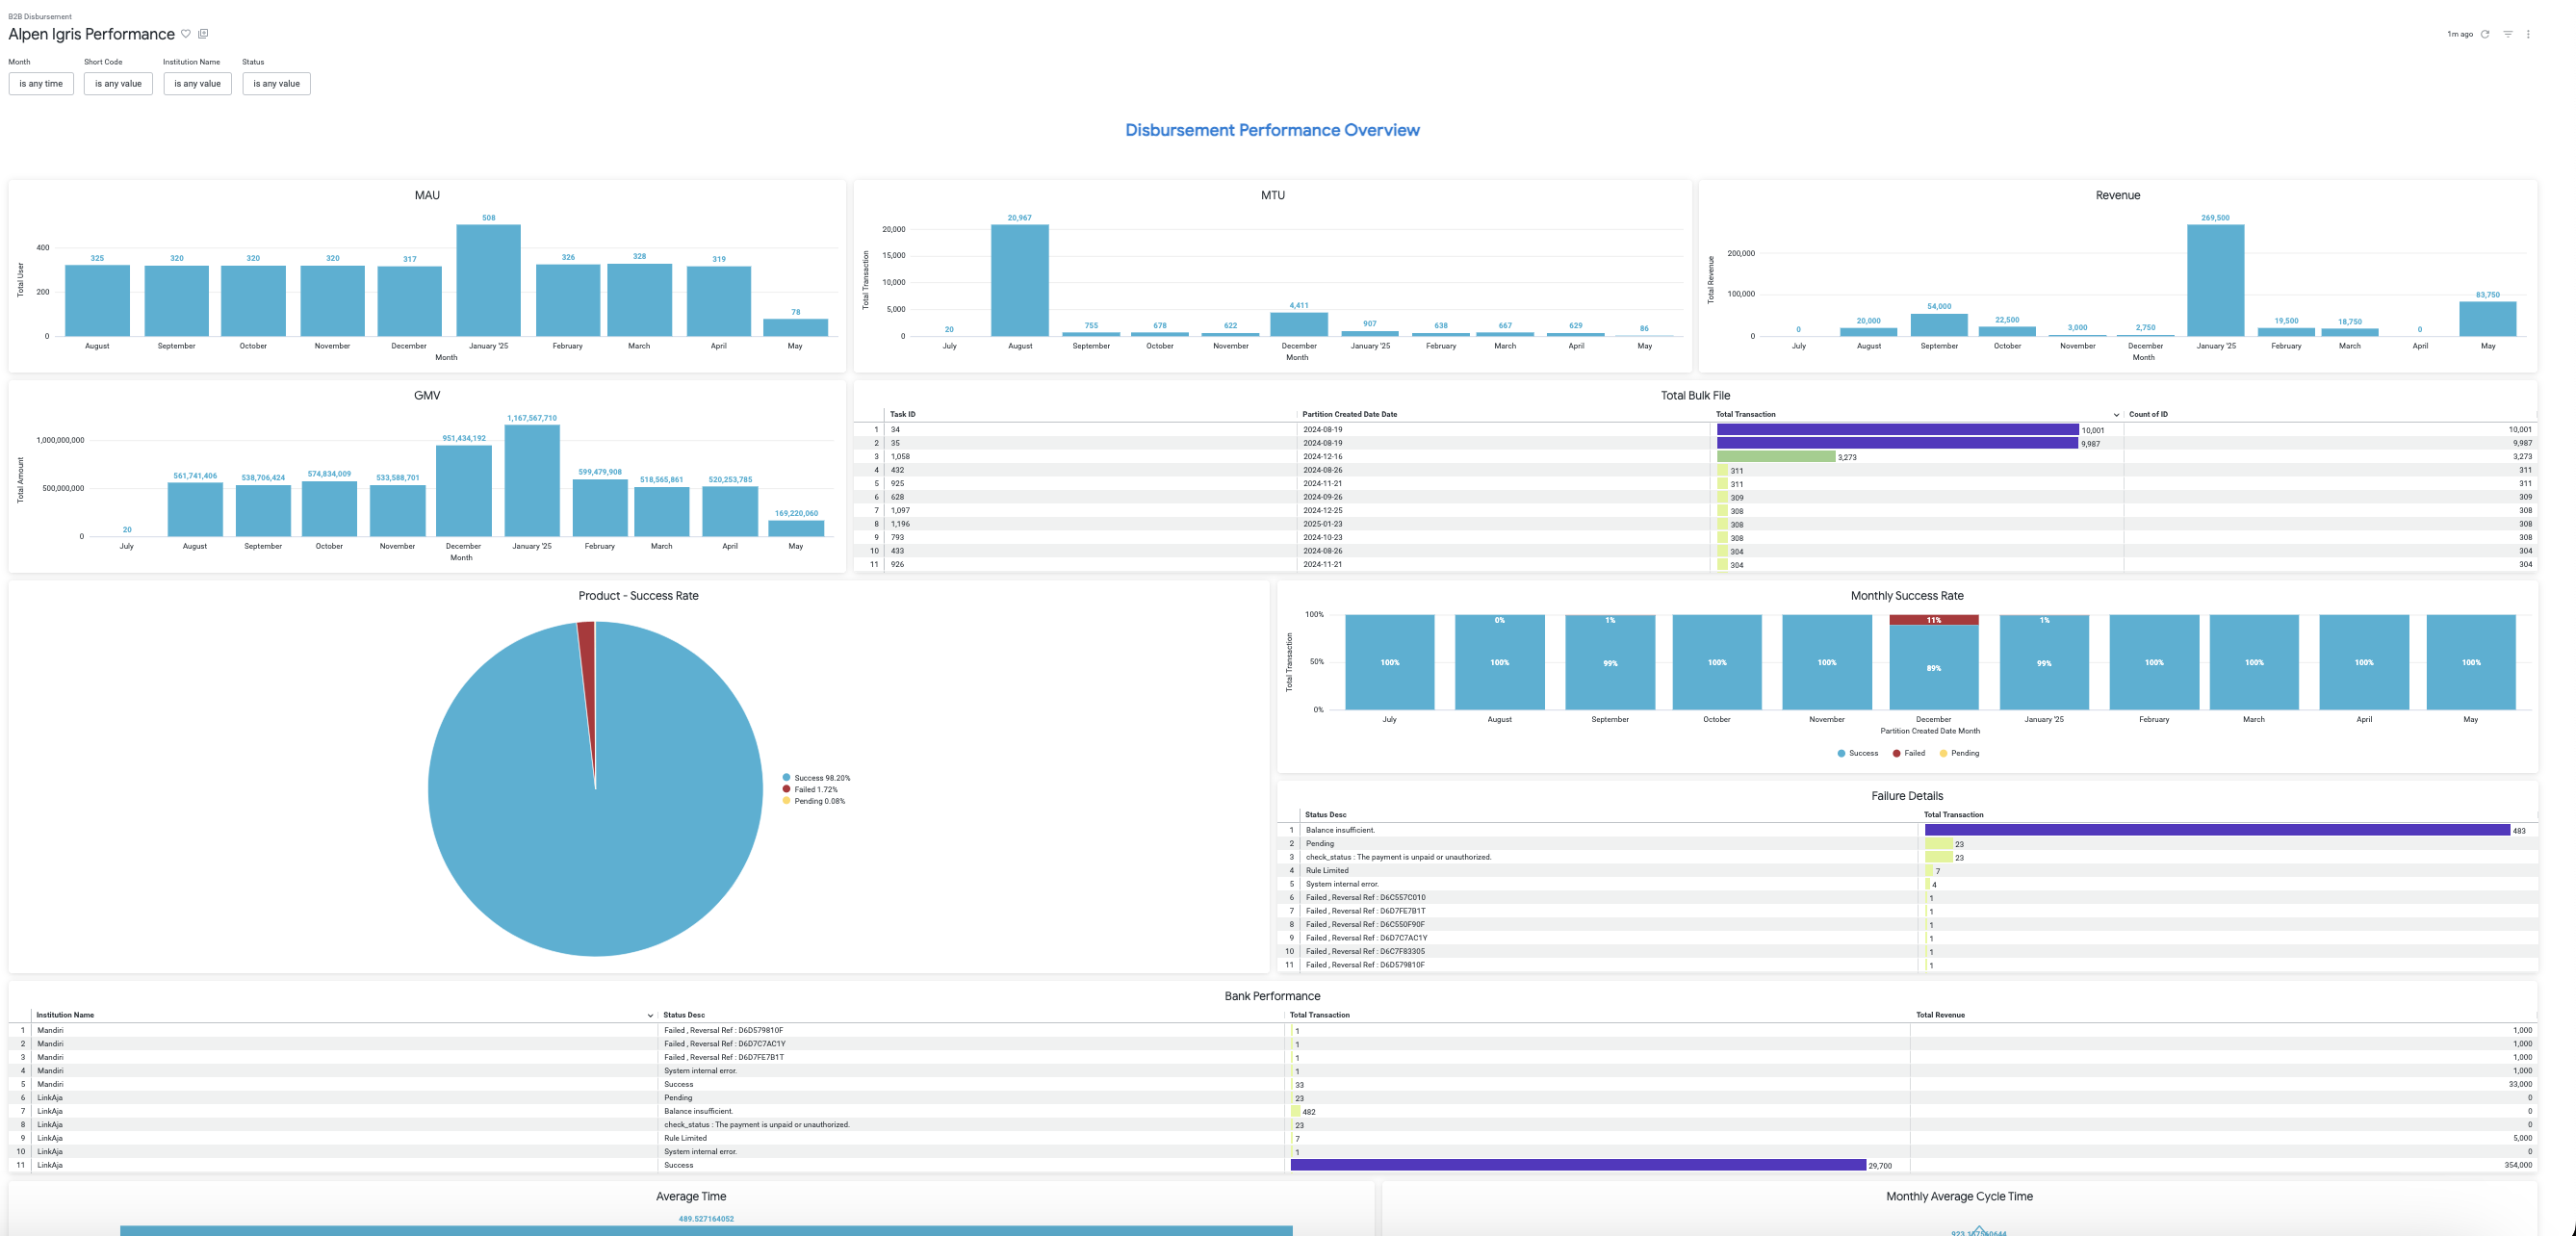 B2B Disbursement
Alpen Igris Performance
1m ago
Month Short Code Institution Name Status
is any time is any value is any value is any value
Disbursement Performance Overview
MAU
Total User
400
200
0
325 320 320 320 317 508 326 328 319 78
August September October November December January '25 February March April May
Month
MTU
Total Transaction
20,000
15,000
10,000
5,000
0
20 20,967 755 678 622 4,411 907 638 667 629 86
July August September October November December January '25 February March April May
Month
Revenue
Total Revenue
200,000
100,000
0
0 20,000 54,000 22,500 3,000 2,750 269,500 19,500 18,750 0 83,750
July August September October November December January '25 February March April May
Month
GMV
Total Amount
1,000,000,000
500,000,000
0
20 561,741,406 538,706,424 574,834,009 533,588,701 951,434,192 1,167,567,710 599,479,908 518,565,861 520,253,785 169,220,060
July August September October November December January '25 February March April May
Month
Total Bulk File
Task ID Partition Created Date Date Total Transaction Count of ID
1 34 2024-08-19 10,001 10,001
2 35 2024-08-19 9,987 9,987
3 1,058 2024-12-16 3,273 3,273
4 432 2024-08-26 311 311
5 925 2024-11-21 311 311
6 628 2024-09-26 309 309
7 1,097 2024-12-25 308 308
8 1,196 2025-01-23 308 308
9 793 2024-10-23 308 308
10 433 2024-08-26 304 304
11 926 2024-11-21 304 304
Product - Success Rate
Success 98.20%
Failed 1.72%
Pending 0.08%
Monthly Success Rate
Total Transaction
100%
50%
0%
0% 1% 11% 1%
100% 100% 99% 100% 100% 89% 99% 100% 100% 100% 100%
July August September October November December January '25 February March April May
Partition Created Date Month
Success Failed Pending
Failure Details
Status Desc Total Transaction
1 Balance insufficient. 483
2 Pending 23
3 check_status : The payment is unpaid or unauthorized. 23
4 Rule Limited 7
5 System internal error. 4
6 Failed , Reversal Ref : D6C557C010 1
7 Failed , Reversal Ref : D6D7FE7B1T 1
8 Failed , Reversal Ref : D6C550F90F 1
9 Failed , Reversal Ref : D6D7C7AC1Y 1
10 Failed , Reversal Ref : D6C7F83305 1
11 Failed , Reversal Ref : D6D579810F 1
Bank Performance
Institution Name Status Desc Total Transaction Total Revenue
1 Mandiri Failed , Reversal Ref : D6D579810F 1 1,000
2 Mandiri Failed , Reversal Ref : D6D7C7AC1Y 1 1,000
3 Mandiri Failed , Reversal Ref : D6D7FE7B1T 1 1,000
4 Mandiri System internal error. 1 1,000
5 Mandiri Success 33 33,000
6 LinkAja Pending 23 0
7 LinkAja Balance insufficient. 482 0
8 LinkAja check_status : The payment is unpaid or unauthorized. 23 0
9 LinkAja Rule Limited 7 5,000
10 LinkAja System internal error. 1 0
11 LinkAja Success 29,700 354,000
Average Time
489.527164052
Monthly Average Cycle Time